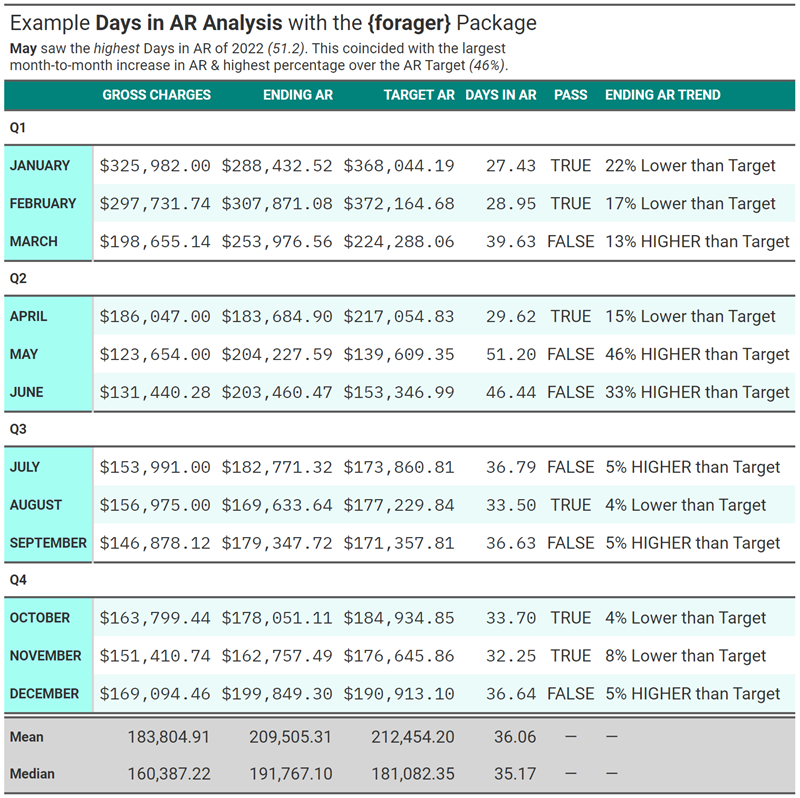 Example Days in AR Analysis with the {forager} Package
May saw the highest Days in AR of 2022 (51.2). This coincided with the largest
month-to-month increase in AR & highest percentage over the AR Target (46%).
GROSS CHARGES ENDING AR TARGET AR DAYS IN AR PASS ENDING AR TREND
Q1
JANUARY $325,982.00 $288,432.52 $368,044.19 27.43 TRUE 22% Lower than Target
FEBRUARY $297,731.74 $307,871.08 $372,164.68 28.95 TRUE 17% Lower than Target
MARCH $198,655.14 $253,976.56 $224,288.06 39.63 FALSE 13% HIGHER than Target
Q2
APRIL $186,047.00 $183,684.90 $217,054.83 29.62 TRUE 15% Lower than Target
MAY $123,654.00 $204,227.59 $139,609.35 51.20 FALSE 46% HIGHER than Target
JUNE $131,440.28 $203,460.47 $153,346.99 46.44 FALSE 33% HIGHER than Target
Q3
JULY $153,991.00 $182,771.32 $173,860.81 36.79 FALSE 5% HIGHER than Target
AUGUST $156,975.00 $169,633.64 $177,229.84 33.50 TRUE 4% Lower than Target
SEPTEMBER $146,878.12 $179,347.72 $171,357.81 36.63 FALSE 5% HIGHER than Target
Q4
OCTOBER $163,799.44 $178,051.11 $184,934.85 33.70 TRUE 4% Lower than Target
NOVEMBER $151,410.74 $162,757.49 $176,645.86 32.25 TRUE 8% Lower than Target
DECEMBER $169,094.46 $199,849.30 $190,913.10 36.64 FALSE 5% HIGHER than Target
Mean 183,804.91 209,505.31 212,454.20 36.06 — —
Median 160,387.22 191,767.10 181,082.35 35.17 — —